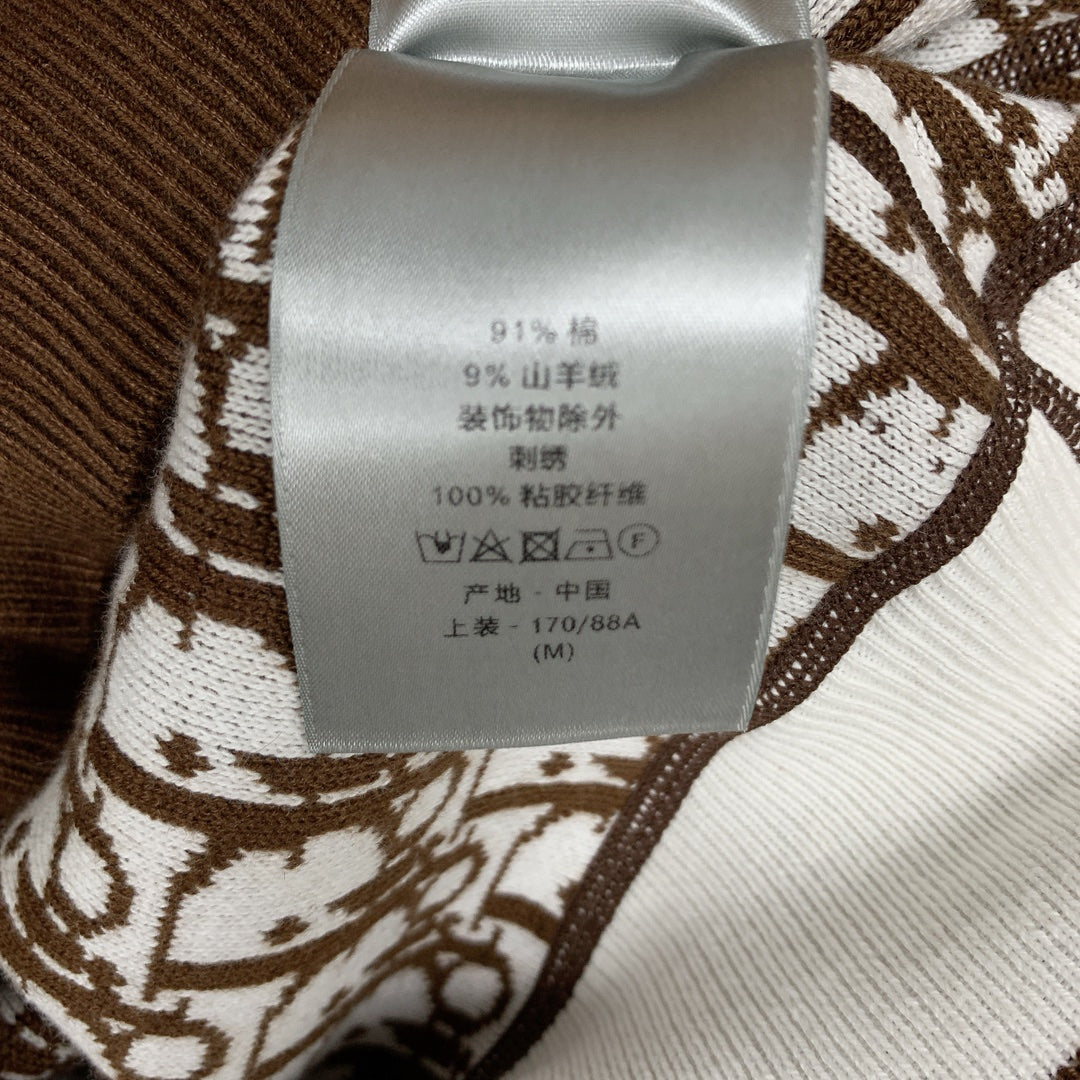 91% 棉
9% 山羊绒
装饰物除外
刺绣
100% 粘胶纤维
F
产地 - 中国
上装 - 170/88A
(M)